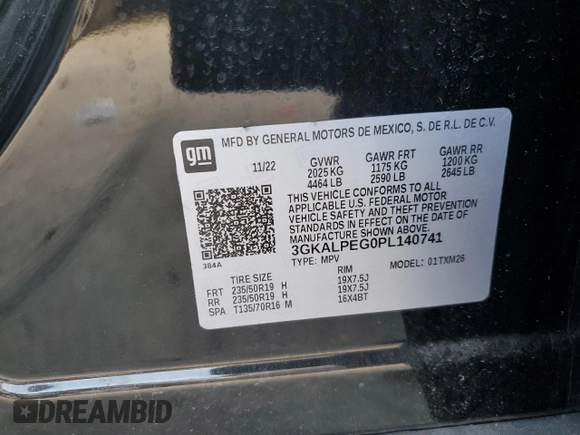 gm
MFD BY GENERAL MOTORS DE MEXICO, S. DE R.L. DE C.V.
11/22 GVWR GAWR FRT GAWR RR
2025 KG 1175 KG 1200 KG
4464 LB 2590 LB 2645 LB
THIS VEHICLE CONFORMS TO ALL
APPLICABLE U.S. FEDERAL MOTOR
VEHICLE SAFETY AND THEFT PREVENTION
STANDARDS IN EFFECT ON THE DATE OF
MANUFACTURE SHOWN ABOVE.
384A
3GKALPEG0PL140741
TYPE: MPV MODEL: 01TXM26
TIRE SIZE RIM
FRT 235/50R19 H 19X7.5J
RR 235/50R19 H 19X7.5J
SPA T135/70R16 M 16X4BT
DREAMBID